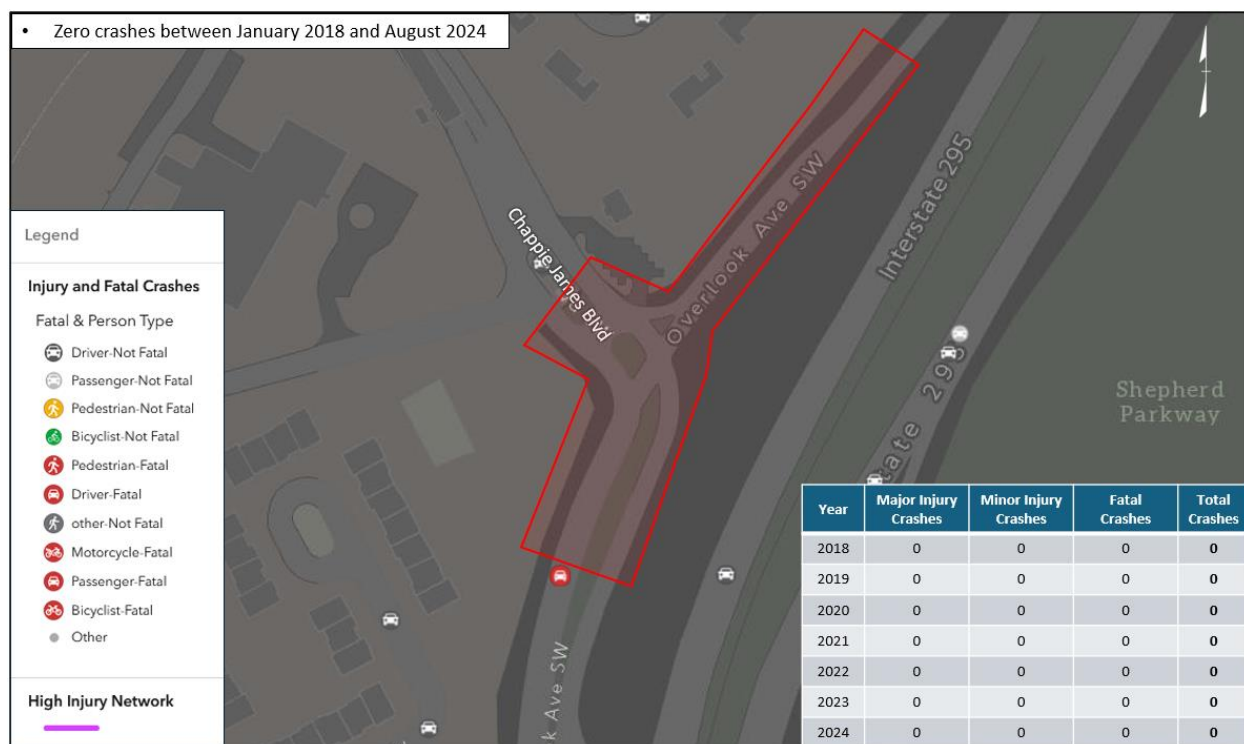 • Zero crashes between January 2018 and August 2024
Chappie James Blvd
Overlook Ave SW
Interstate 295
Shepherd
Parkway
tate 295
k Ave SW
Legend
Injury and Fatal Crashes
Fatal & Person Type
Driver-Not Fatal
Passenger-Not Fatal
Pedestrian-Not Fatal
Bicyclist-Not Fatal
Pedestrian-Fatal
Driver-Fatal
other-Not Fatal
Motorcycle-Fatal
Passenger-Fatal
Bicyclist-Fatal
Other
High Injury Network
Year Major Injury Crashes Minor Injury Crashes Fatal Crashes Total Crashes
2018 0 0 0 0
2019 0 0 0 0
2020 0 0 0 0
2021 0 0 0 0
2022 0 0 0 0
2023 0 0 0 0
2024 0 0 0 0